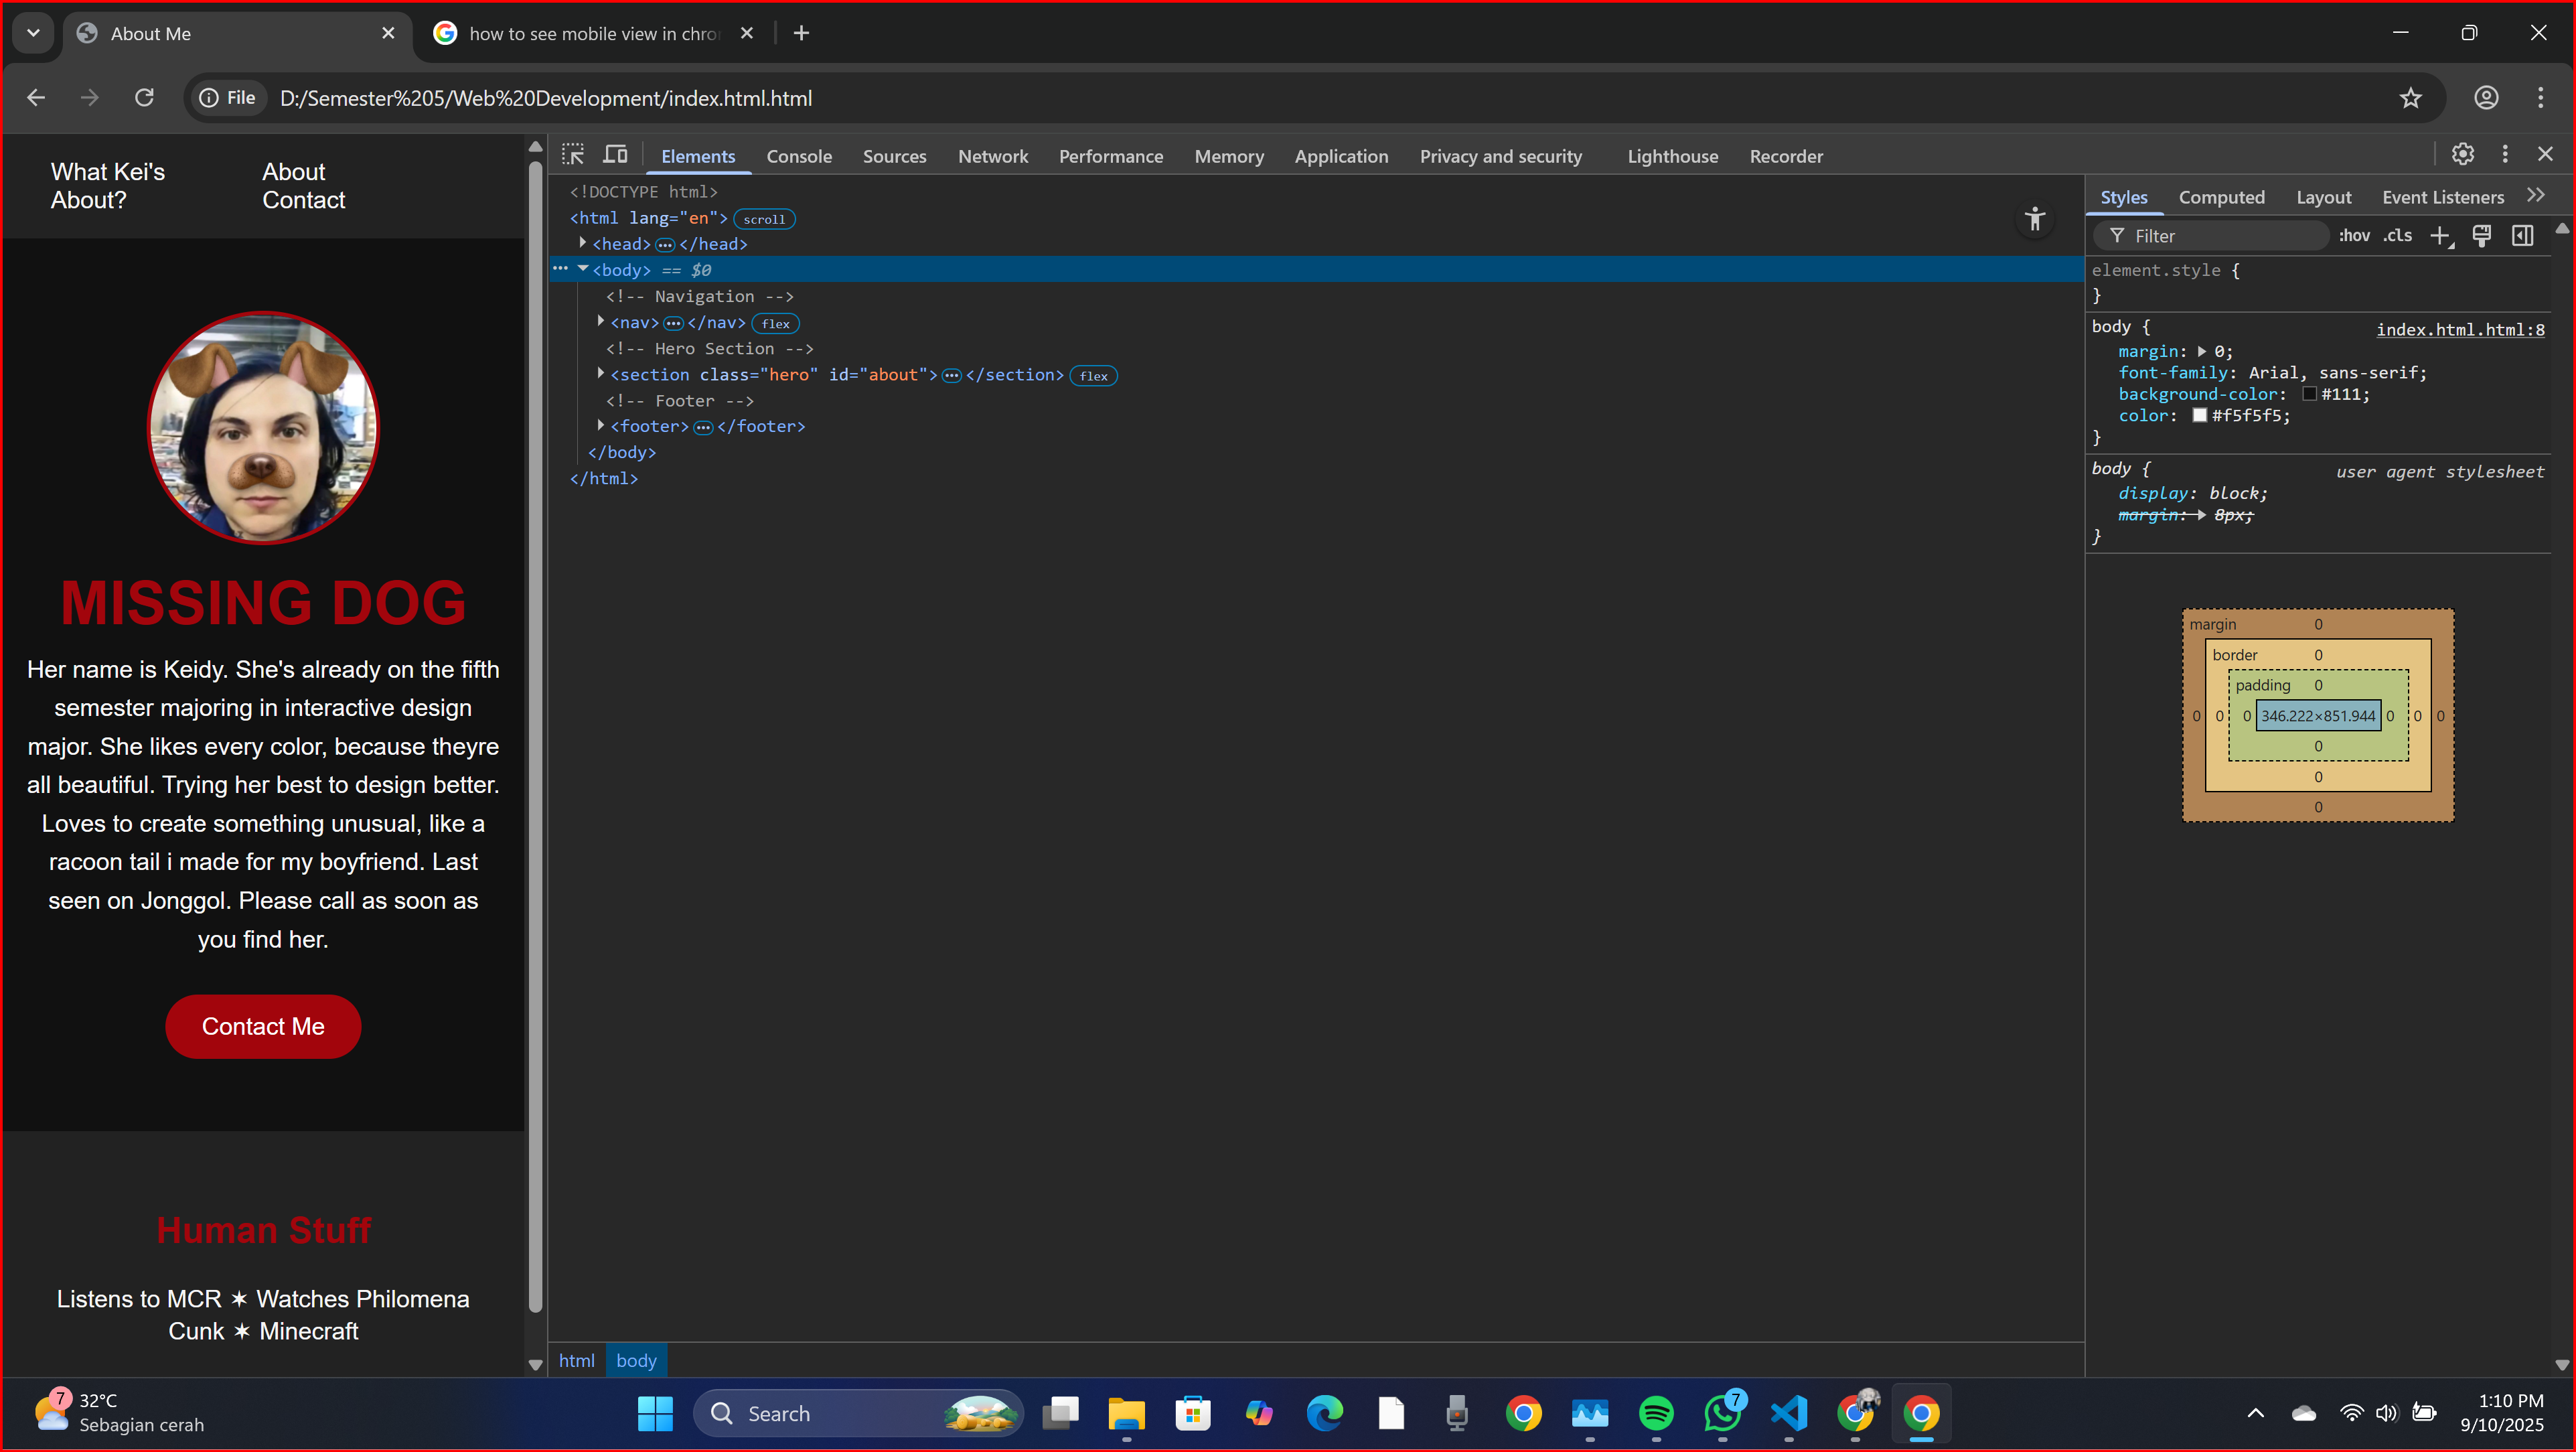 About Me
how to see mobile view in chro
File
D:/Semester%205/Web%20Development/index.html.html
What Kei's
About?
About
Contact
MISSING DOG
Her name is Keidy. She's already on the fifth
semester majoring in interactive design
major. She likes every color, because theyre
all beautiful. Trying her best to design better.
Loves to create something unusual, like a
racoon tail i made for my boyfriend. Last
seen on Jonggol. Please call as soon as
you find her.
Contact Me
Human Stuff
Listens to MCR ✶ Watches Philomena
Cunk ✶ Minecraft
Elements Console Sources Network Performance Memory Application Privacy and security Lighthouse Recorder
<!DOCTYPE html>
<html lang="en"> scroll
<head> ··· </head>
··· <body> == $0
<!-- Navigation -->
<nav> ··· </nav> flex
<!-- Hero Section -->
<section class="hero" id="about"> ··· </section> flex
<!-- Footer -->
<footer> ··· </footer>
</body>
</html>
html body
Styles Computed Layout Event Listeners
Filter :hov .cls
element.style {
}
body { index.html.html:8
margin: 0;
font-family: Arial, sans-serif;
background-color: #111;
color: #f5f5f5;
}
body { user agent stylesheet
display: block;
margin: 8px;
}
margin 0
border 0
padding 0
0 0 0 346.222×851.944 0 0 0
0
0
0
7
32°C
Sebagian cerah
Search
7
1:10 PM
9/10/2025